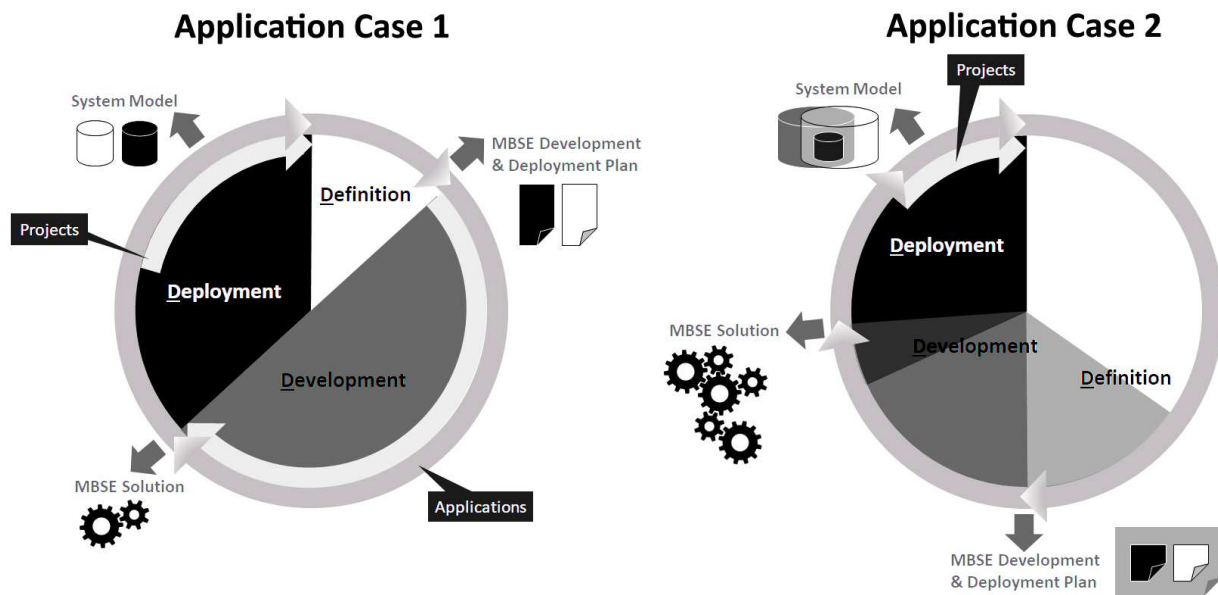 Application Case 1
System Model
MBSE Development
& Deployment Plan
Definition
Projects
Deployment
Development
MBSE Solution
Applications
Application Case 2
Projects
System Model
Deployment
MBSE Solution
Development
Definition
MBSE Development
& Deployment Plan